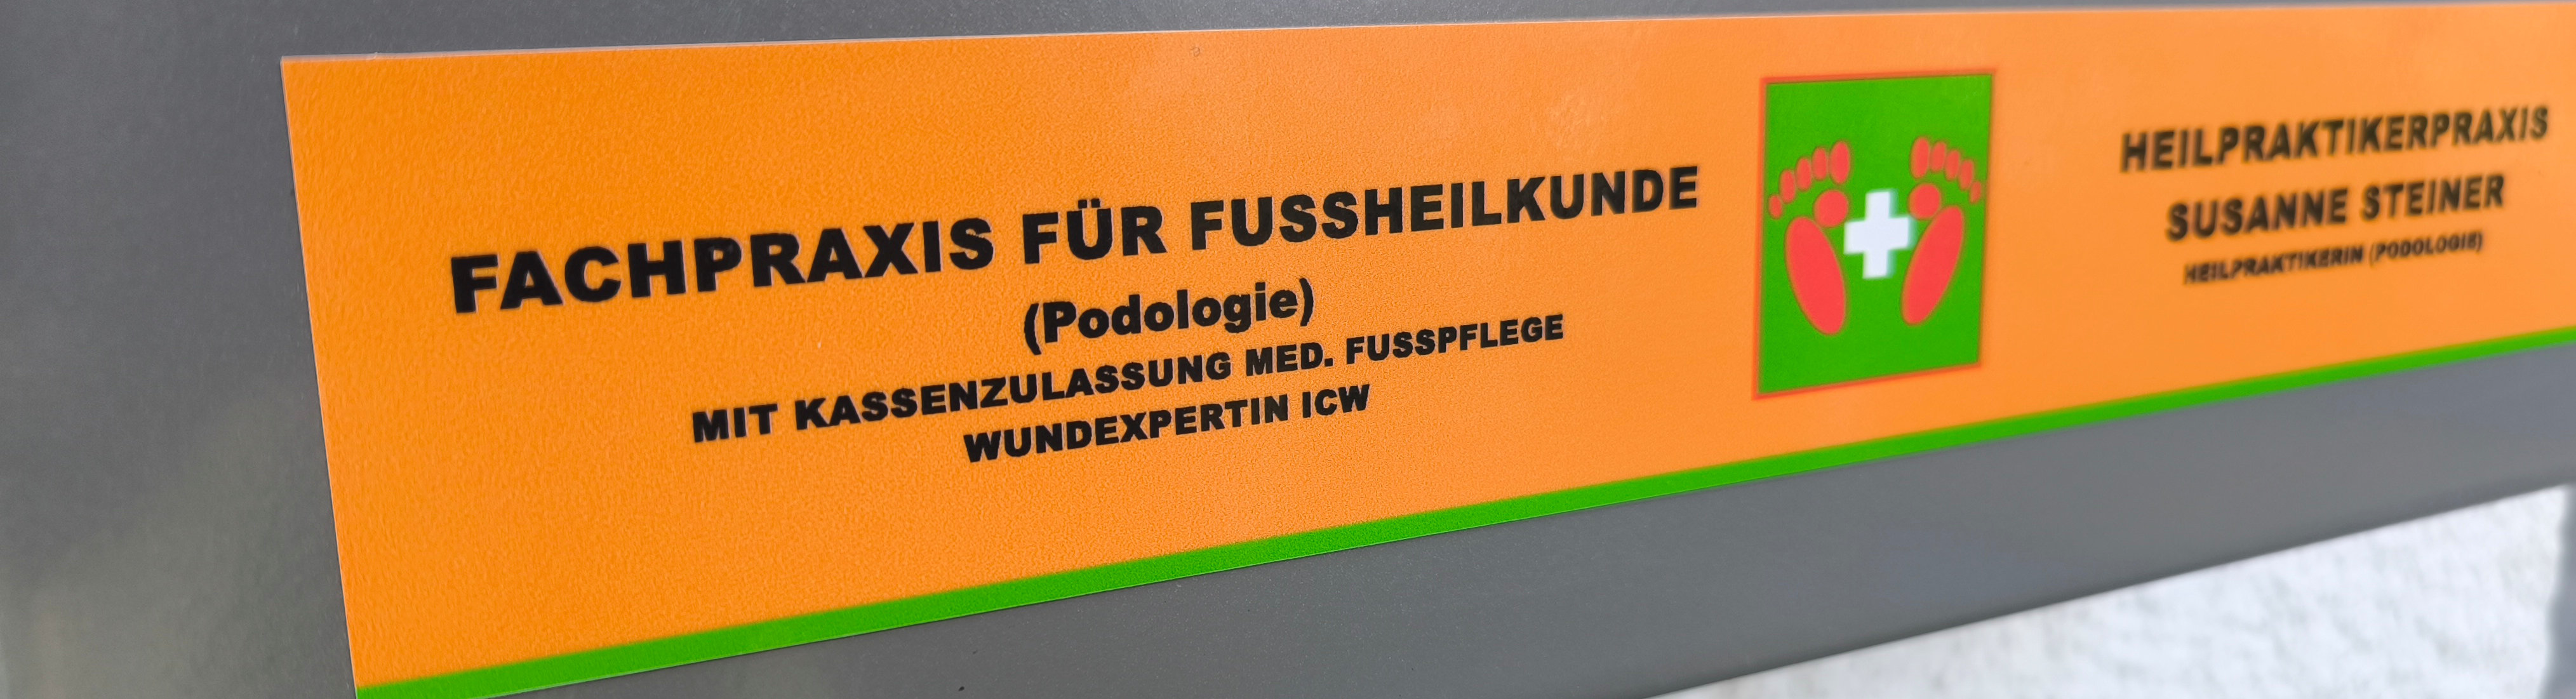 FACHPRAXIS FÜR FUSSHEILKUNDE
(Podologie)
MIT KASSENZULASSUNG MED. FUSSPFLEGE
WUNDEXPERTIN ICW
HEILPRAKTIKERPRAXIS
SUSANNE STEINER
HEILPRAKTIKERIN (PODOLOGIE)